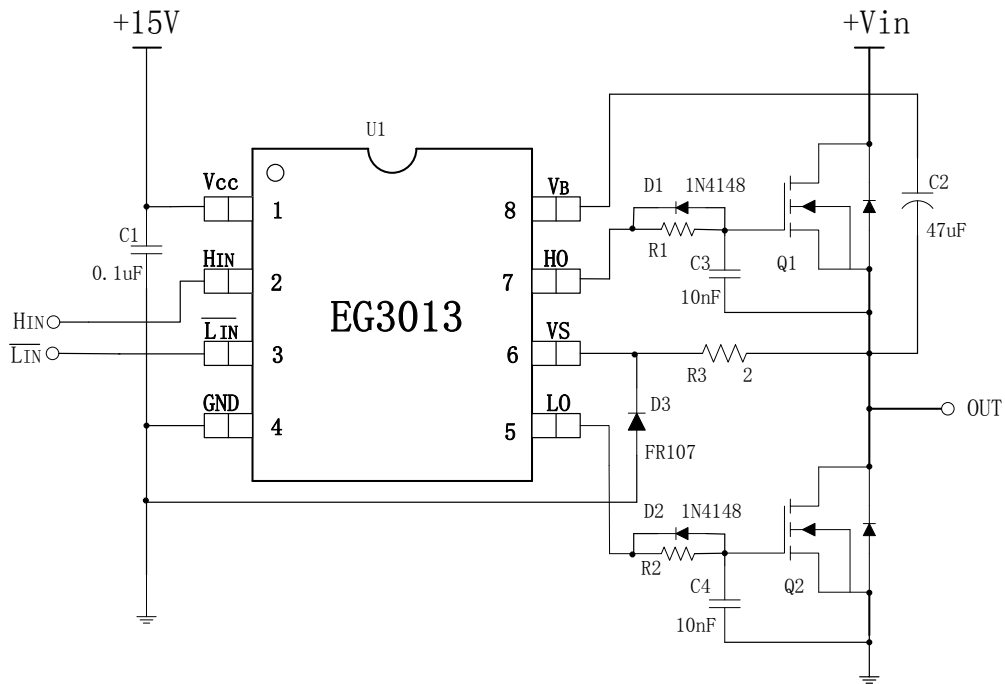 +15V
+Vin
U1
Vcc
1
VB
8
D1
1N4148
C2
47uF
C1
0.1uF
HIN
2
HO
7
R1
C3
10nF
Q1
EG3013
HIN
LIN
LIN
3
VS
6
R3
2
GND
4
LO
5
D3
FR107
OUT
D2
1N4148
R2
C4
10nF
Q2